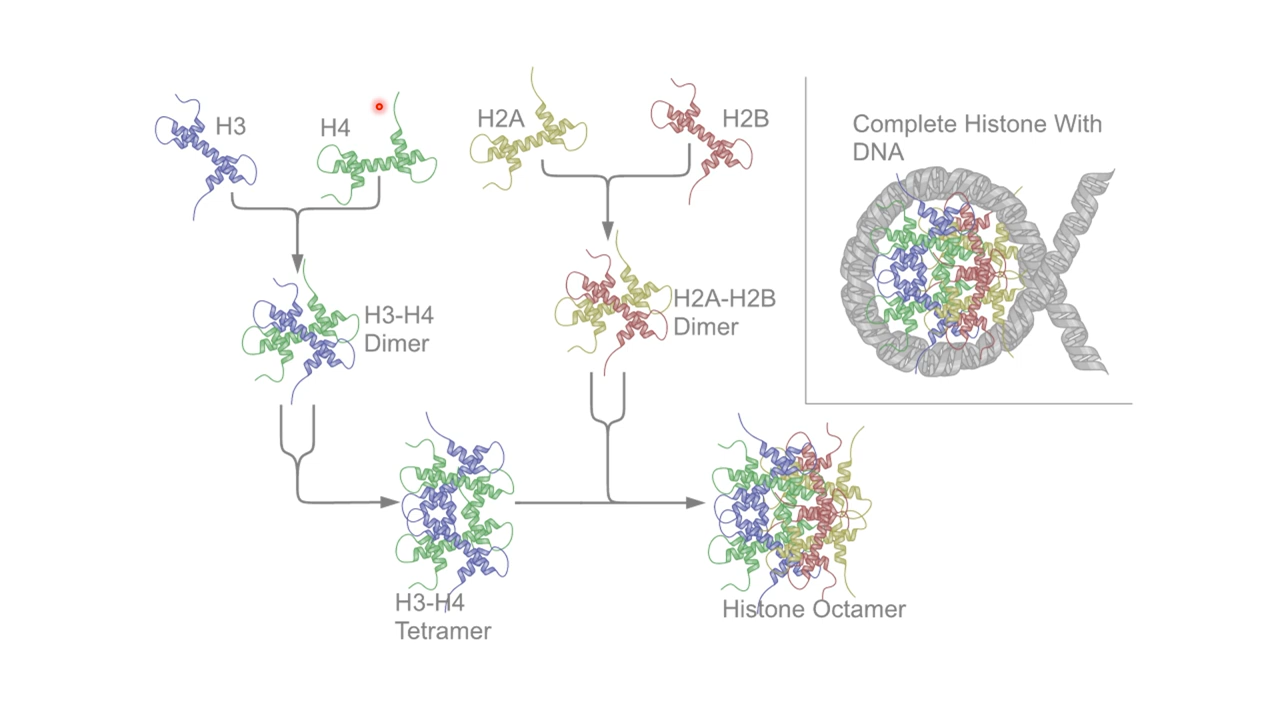 H3
H4
H2A
H2B
Complete Histone With
DNA
H3-H4
Dimer
H2A-H2B
Dimer
H3-H4
Tetramer
Histone Octamer